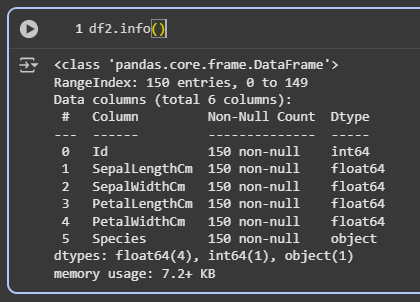 1 df2.info()
<class 'pandas.core.frame.DataFrame'>
RangeIndex: 150 entries, 0 to 149
Data columns (total 6 columns):
 #   Column         Non-Null Count  Dtype
---  ------         --------------  -----
 0   Id             150 non-null    int64
 1   SepalLengthCm  150 non-null    float64
 2   SepalWidthCm   150 non-null    float64
 3   PetalLengthCm  150 non-null    float64
 4   PetalWidthCm   150 non-null    float64
 5   Species        150 non-null    object
dtypes: float64(4), int64(1), object(1)
memory usage: 7.2+ KB